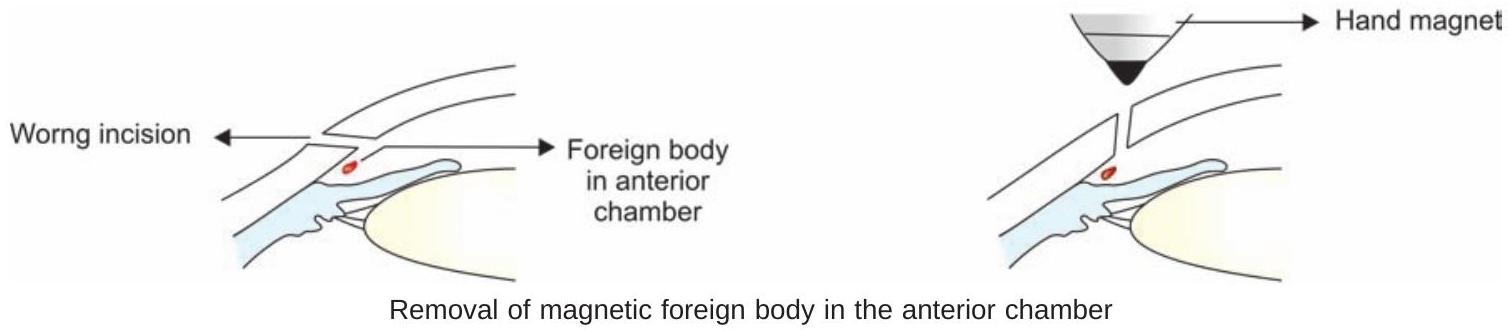 Hand magnet
Worng incision
Foreign body
in anterior
chamber
Removal of magnetic foreign body in the anterior chamber